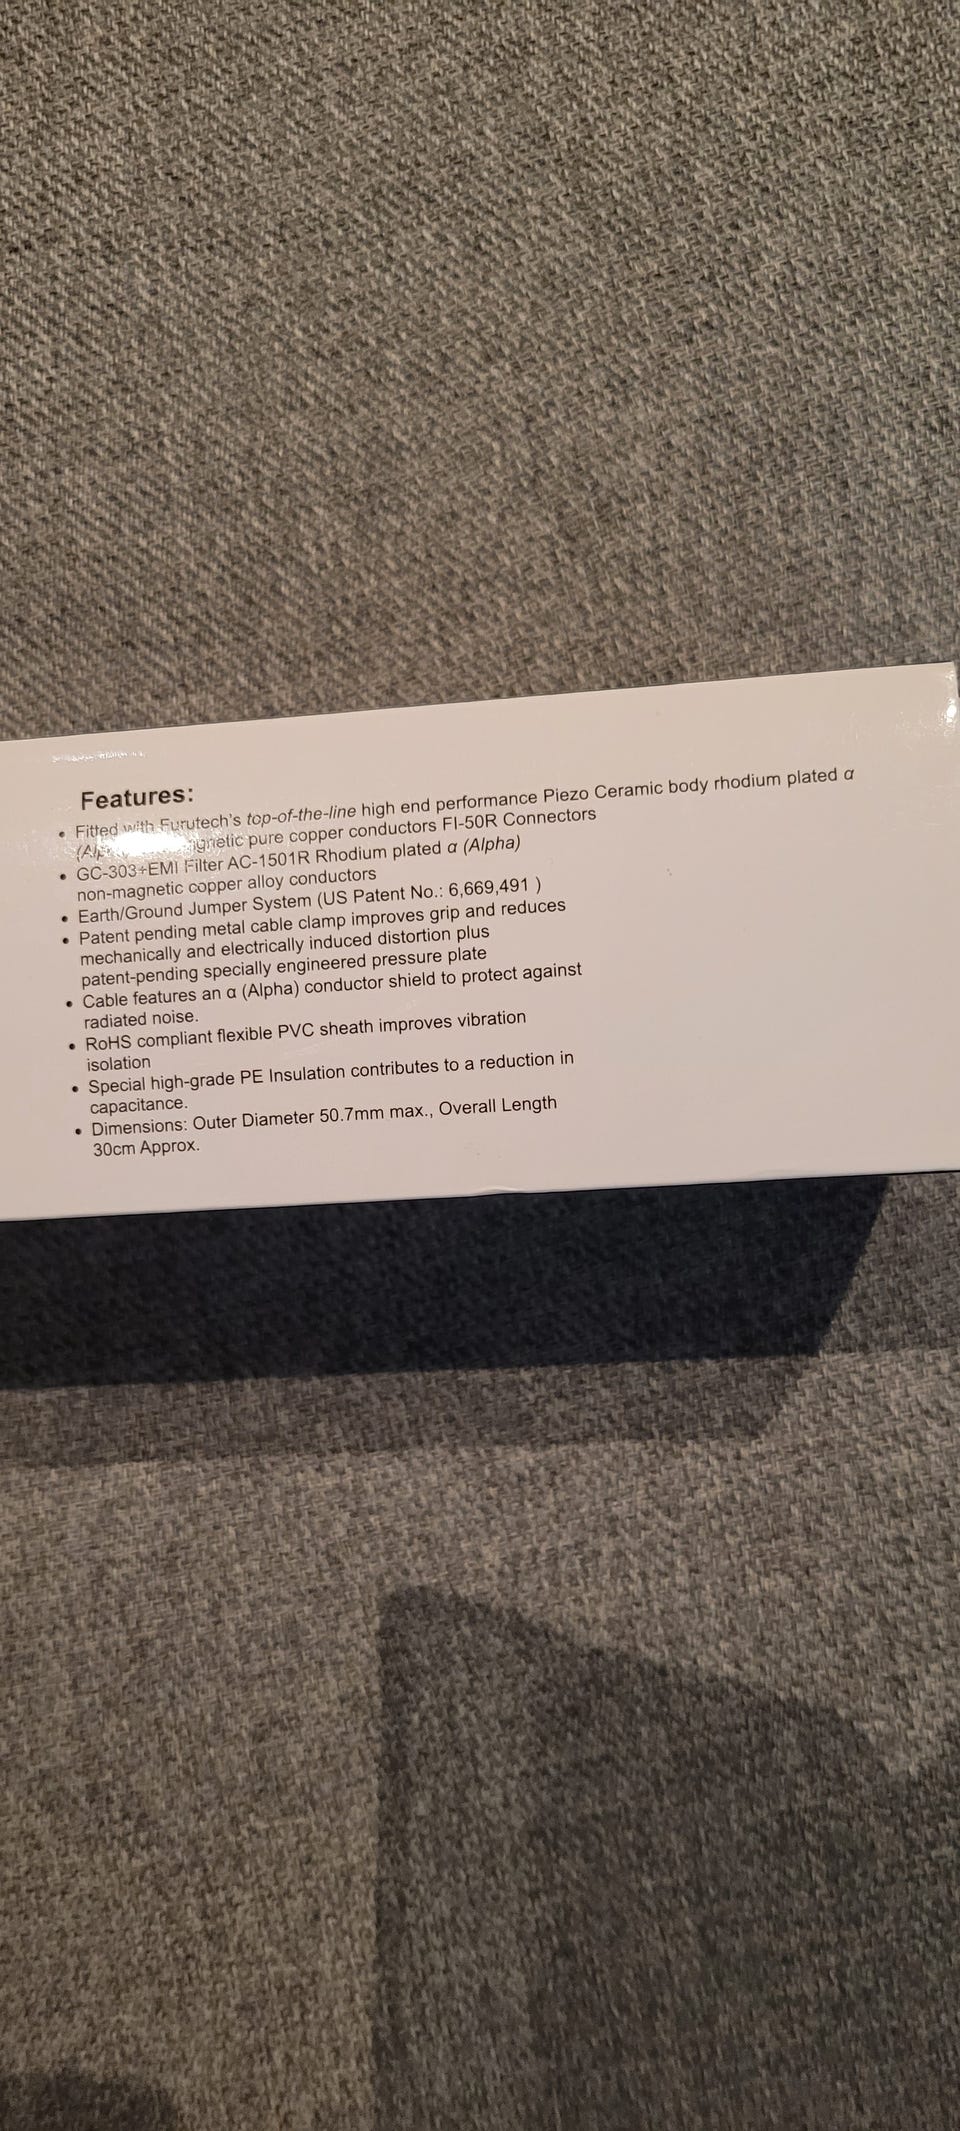 Features:
• Fitted with Furutech's top-of-the-line high end performance Piezo Ceramic body rhodium plated α
pure copper conductors FI-50R Connectors
• GC-303+EMI Filter AC-1501R Rhodium plated α (Alpha)
non-magnetic copper alloy conductors
• Earth/Ground Jumper System (US Patent No.: 6,669,491 )
• Patent pending metal cable clamp improves grip and reduces
mechanically and electrically induced distortion plus
patent-pending specially engineered pressure plate
• Cable features an α (Alpha) conductor shield to protect against
radiated noise.
• RoHS compliant flexible PVC sheath improves vibration
isolation
• Special high-grade PE Insulation contributes to a reduction in
capacitance.
• Dimensions: Outer Diameter 50.7mm max., Overall Length
30cm Approx.